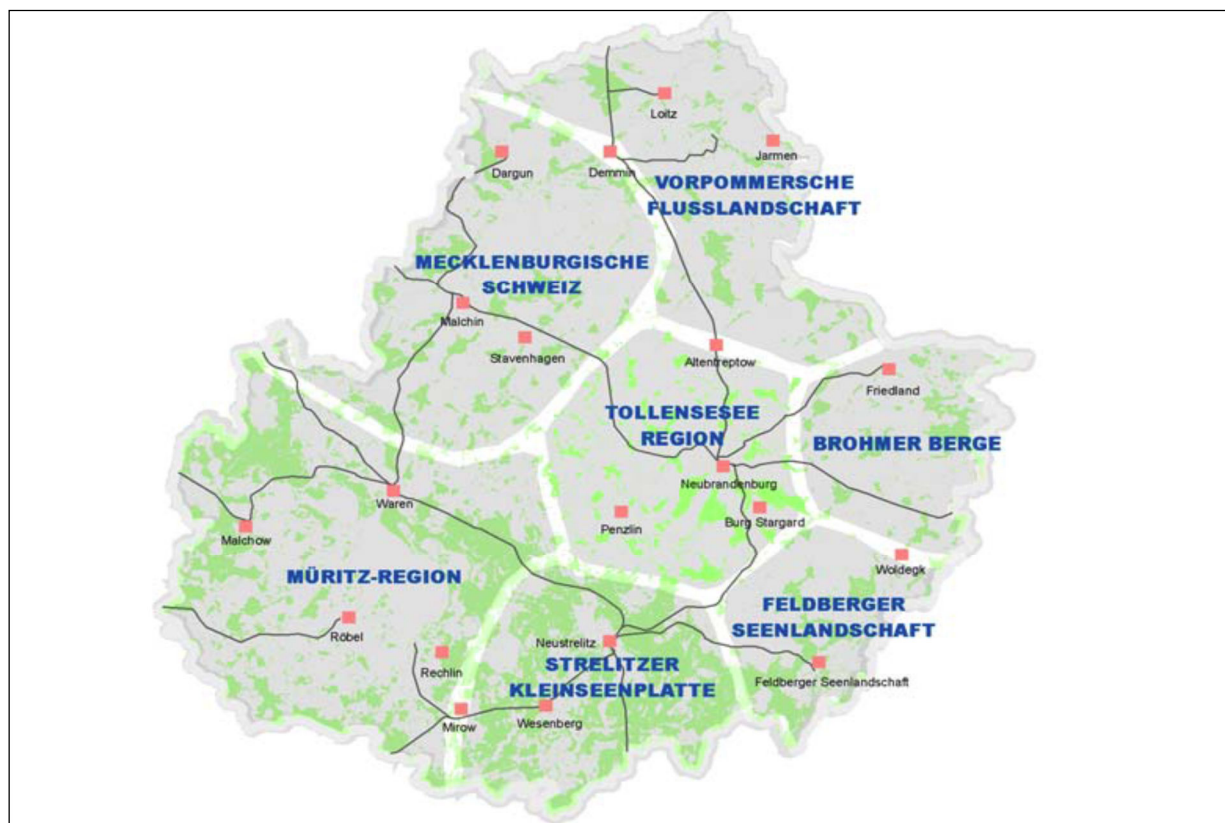 Loitz
Jarmen
Dargun
Demmin
VORPOMMERSCHE
FLUSSLANDSCHAFT
MECKLENBURGISCHE
SCHWEIZ
Malchin
Stavenhagen
Altentreptow
Friedland
TOLLENSESEE
REGION
BROHMER BERGE
Neubrandenburg
Waren
Penzlin
Burg Stargard
Malchow
Woldegk
MÜRITZ-REGION
FELDBERGER
SEENLANDSCHAFT
Röbel
Neustrelitz
Rechlin
STRELITZER
KLEINSEENPLATTE
Feldberger Seenlandschaft
Mirow
Wesenberg